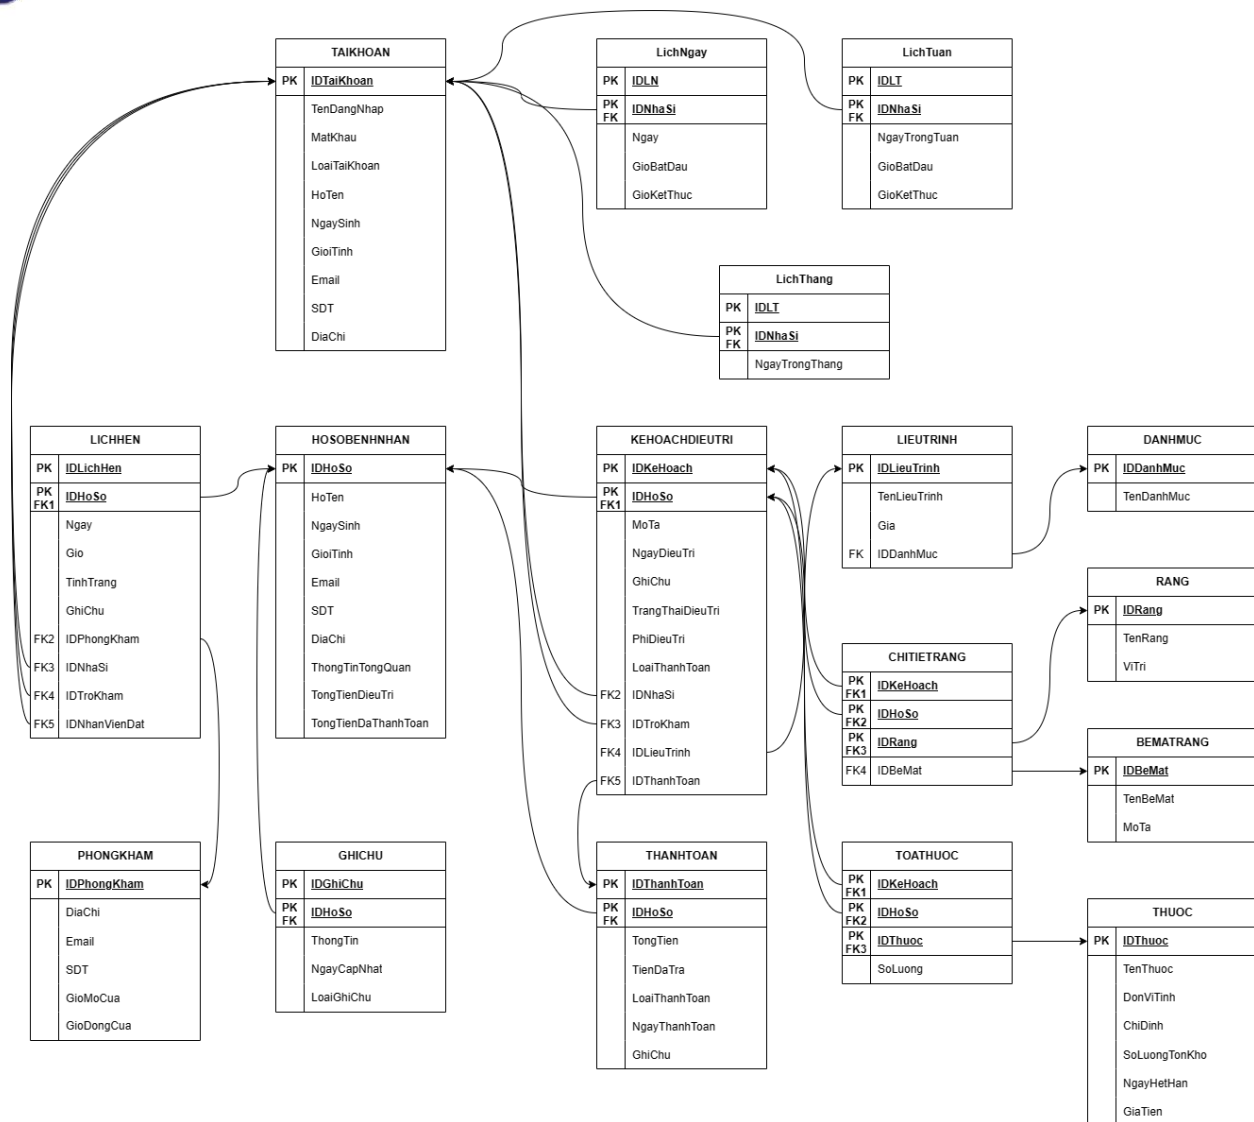 TAIKHOAN
PK IDTaiKhoan
TenDangNhap
MatKhau
LoaiTaiKhoan
HoTen
NgaySinh
GioiTinh
Email
SDT
DiaChi
LichNgay
PK IDLN
PK
FK IDNhaSi
Ngay
GioBatDau
GioKetThuc
LichTuan
PK IDLT
PK
FK IDNhaSi
NgayTrongTuan
GioBatDau
GioKetThuc
LichThang
PK IDLT
PK
FK IDNhaSi
NgayTrongThang
LICHHEN
PK IDLichHen
PK
FK1 IDHoSo
Ngay
Gio
TinhTrang
GhiChu
FK2 IDPhongKham
FK3 IDNhaSi
FK4 IDTroKham
FK5 IDNhanVienDat
HOSOBENHNHAN
PK IDHoSo
HoTen
NgaySinh
GioiTinh
Email
SDT
DiaChi
ThongTinTongQuan
TongTienDieuTri
TongTienDaThanhToan
KEHOACHDIEUTRI
PK IDKeHoach
PK
FK1 IDHoSo
MoTa
NgayDieuTri
GhiChu
TrangThaiDieuTri
PhiDieuTri
LoaiThanhToan
FK2 IDNhaSi
FK3 IDTroKham
FK4 IDLieuTrinh
FK5 IDThanhToan
LIEUTRINH
PK IDLieuTrinh
TenLieuTrinh
Gia
FK IDDanhMuc
DANHMUC
PK IDDanhMuc
TenDanhMuc
RANG
PK IDRang
TenRang
ViTri
CHITIETRANG
PK
FK1 IDKeHoach
PK
FK2 IDHoSo
PK
FK3 IDRang
FK4 IDBeMat
BEMATRANG
PK IDBeMat
TenBeMat
MoTa
PHONGKHAM
PK IDPhongKham
DiaChi
Email
SDT
GioMoCua
GioDongCua
GHICHU
PK IDGhiChu
PK
FK IDHoSo
ThongTin
NgayCapNhat
LoaiGhiChu
THANHTOAN
PK IDThanhToan
PK
FK IDHoSo
TongTien
TienDaTra
LoaiThanhToan
NgayThanhToan
GhiChu
TOATHUOC
PK
FK1 IDKeHoach
PK
FK2 IDHoSo
PK
FK3 IDThuoc
SoLuong
THUOC
PK IDThuoc
TenThuoc
DonViTinh
ChiDinh
SoLuongTonKho
NgayHetHan
GiaTien